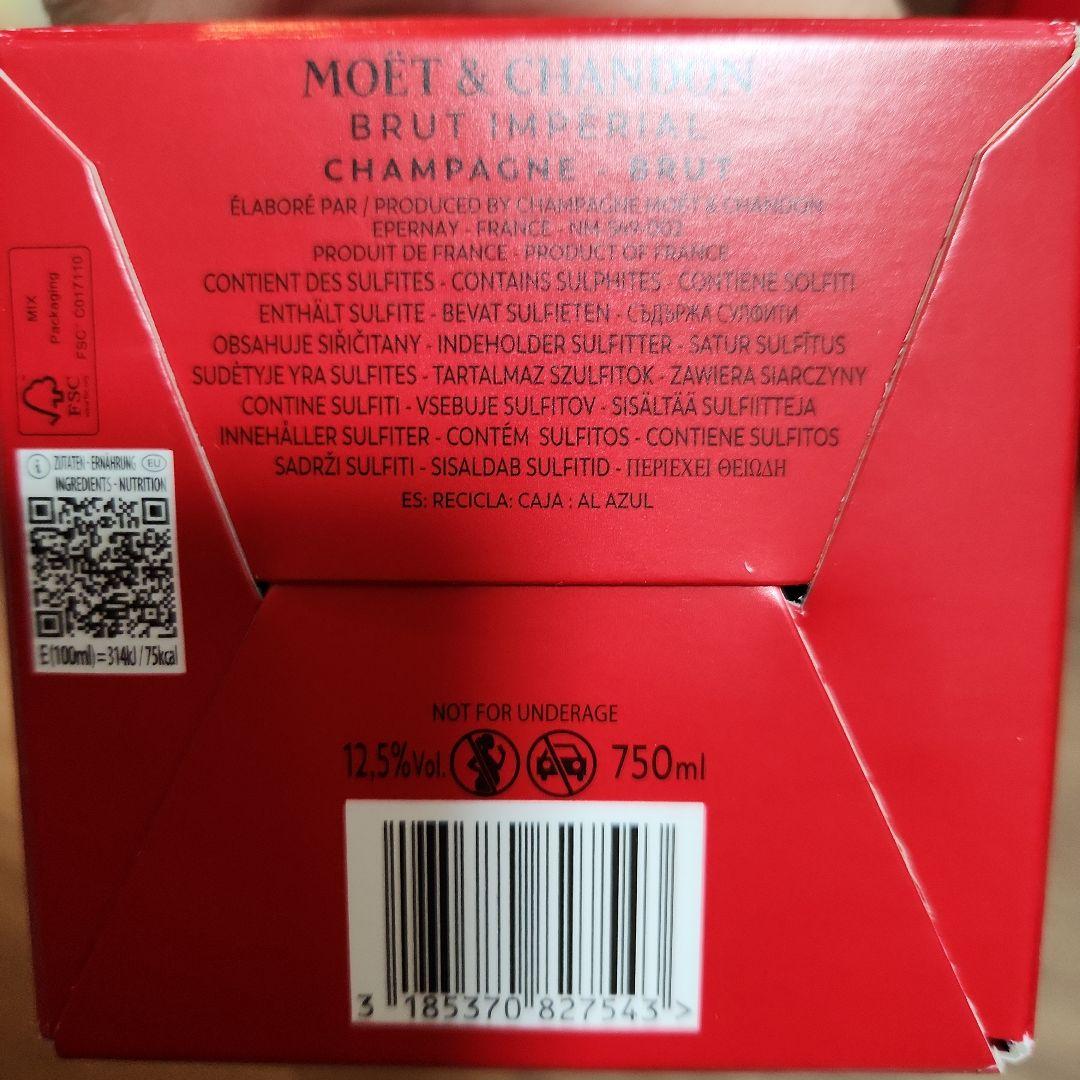 MOËT & CHANDON
BRUT IMPÉRIAL
CHAMPAGNE - BRUT
ÉLABORÉ PAR / PRODUCED BY CHAMPAGNE MOËT & CHANDON
EPERNAY - FRANCE - NM-549-002
PRODUIT DE FRANCE - PRODUCT OF FRANCE
CONTIENT DES SULFITES - CONTAINS SULPHITES - CONTIENE SOLFITI
ENTHÄLT SULFITE - BEVAT SULFIETEN - СЪДЪРЖА СУЛФИТИ
OBSAHUJE SIŘIČITANY - INDEHOLDER SULFITTER - SATUR SULFĪTUS
SUDĖTYJE YRA SULFITES - TARTALMAZ SZULFITOK - ZAWIERA SIARCZYNY
CONTINE SULFITI - VSEBUJE SULFITOV - SISÄLTÄÄ SULFIITTEJA
INNEHÅLLER SULFITER - CONTÉM SULFITOS - CONTIENE SULFITOS
SADRŽI SULFITI - SISALDAB SULFITID - ΠΕΡΙΕΧΕΙ ΘΕΙΩΔΗ
ES: RECICLA: CAJA : AL AZUL
MIX
Packaging
FSC™ C017110
FSC
i ZUTATEN - ERNÄHRUNG EU
INGREDIENTS - NUTRITION
E(100ml)=314kJ/75kcal
NOT FOR UNDERAGE
12,5%Vol. 750ml
3 185370 827543 >